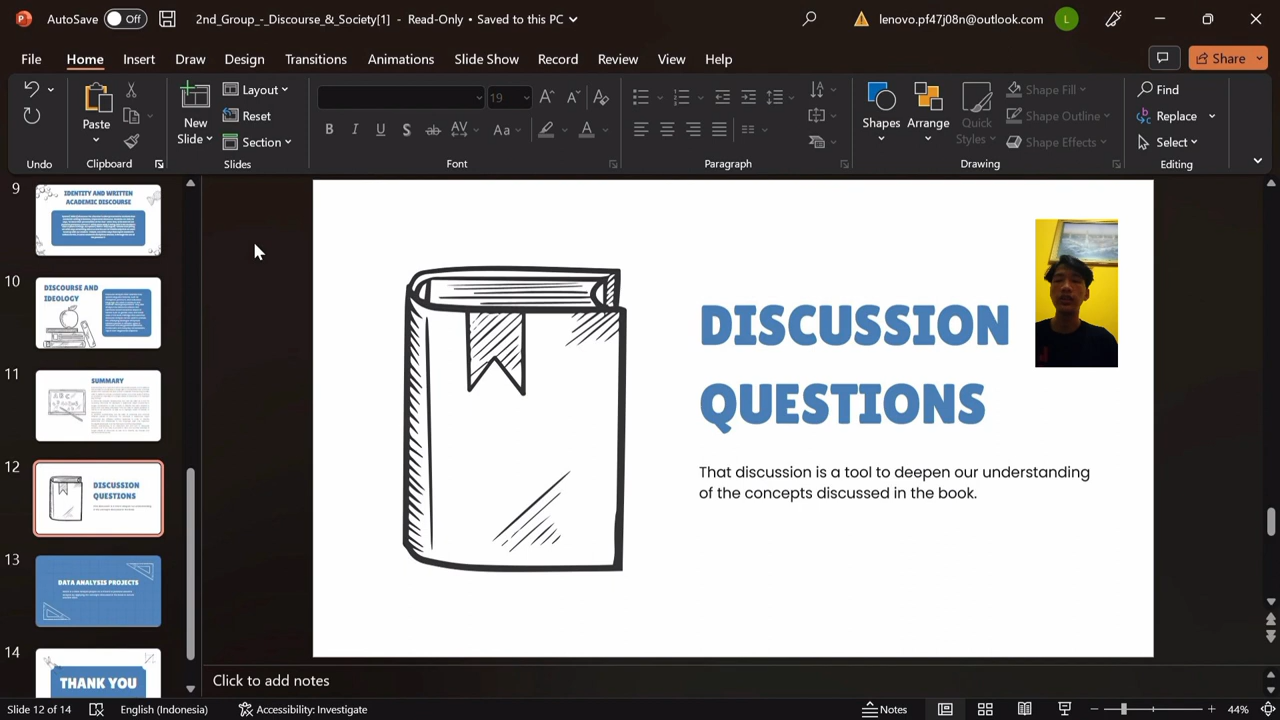 AutoSave Off 2nd_Group_-_Discourse_&_Society[1] - Read-Only • Saved to this PC lenovo.pf47j08n@outlook.com L
File Home Insert Draw Design Transitions Animations Slide Show Record Review View Help Share
Paste New Slide Layout Reset Section 19 Shapes Arrange Quick Styles Shape Fill Shape Outline Shape Effects Find Replace Select
Undo Clipboard Slides Font Paragraph Drawing Editing
9
IDENTITY AND WRITTEN
ACADEMIC DISCOURSE
10
DISCOURSE AND
IDEOLOGY
11
SUMMARY
12
DISCUSSION
QUESTIONS
13
DATA ANALYSIS PROJECTS
14
THANK YOU
DISCUSSION
QUESTIONS
That discussion is a tool to deepen our understanding
of the concepts discussed in the book.
Click to add notes
Slide 12 of 14 English (Indonesia) Accessibility: Investigate Notes 44%